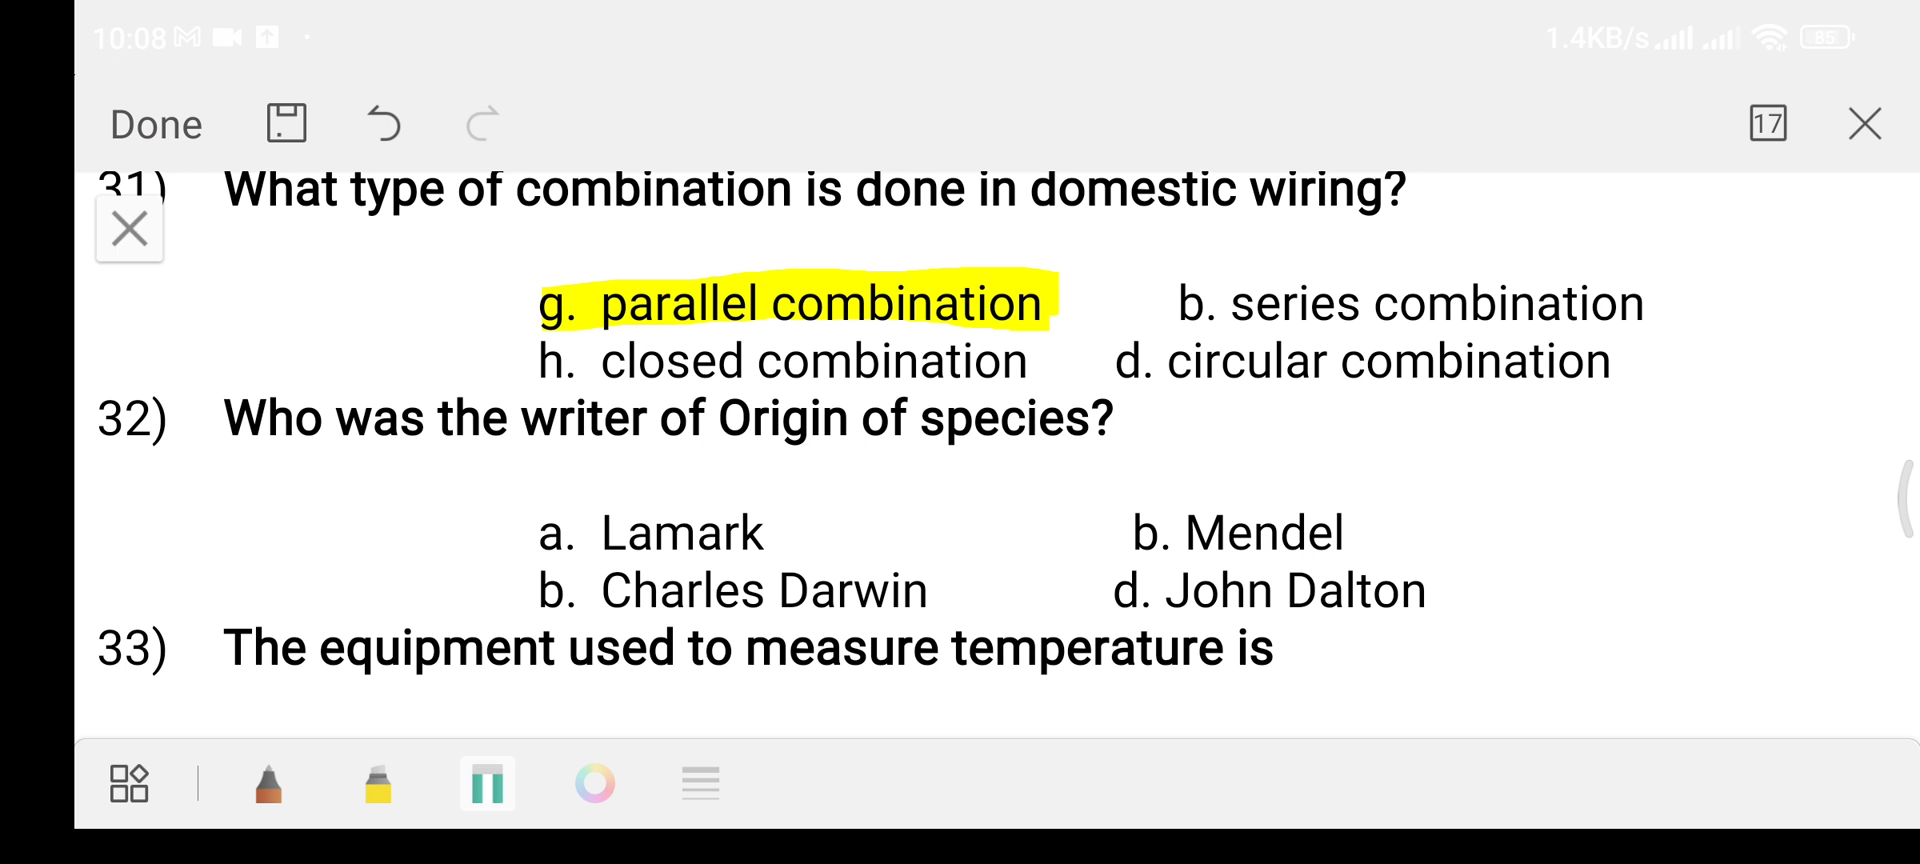 10:08
1.4KB/s 85
Done 17
31) What type of combination is done in domestic wiring?
g. parallel combination b. series combination
h. closed combination d. circular combination
32) Who was the writer of Origin of species?
a. Lamark b. Mendel
b. Charles Darwin d. John Dalton
33) The equipment used to measure temperature is